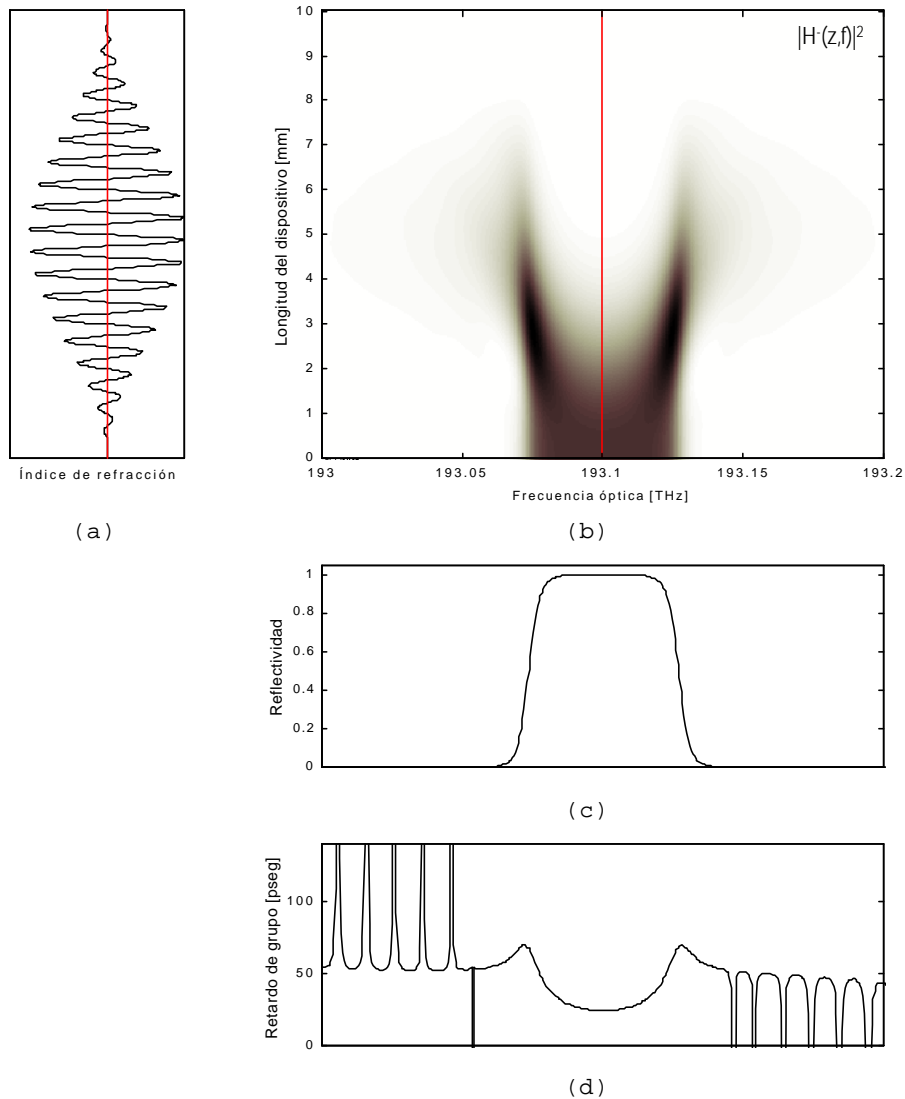 Índice de refracción
(a)
|H⁻(z,f)|²
Longitud del dispositivo [mm]
10
9
8
7
6
5
4
3
2
1
0
193
193.05
193.1
193.15
193.2
Frecuencia óptica [THz]
(b)
Reflectividad
1
0.8
0.6
0.4
0.2
0
(c)
Retardo de grupo [pseg]
100
50
0
(d)